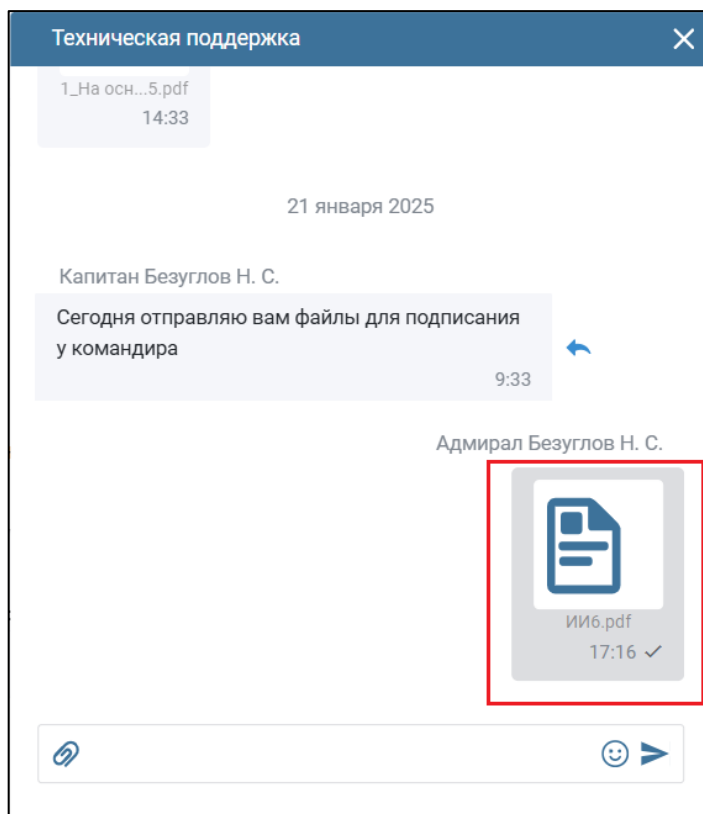 Техническая поддержка
1_На осн...5.pdf
14:33
21 января 2025
Капитан Безуглов Н. С.
Сегодня отправляю вам файлы для подписания
у командира
9:33
Адмирал Безуглов Н. С.
ИИ6.pdf
17:16